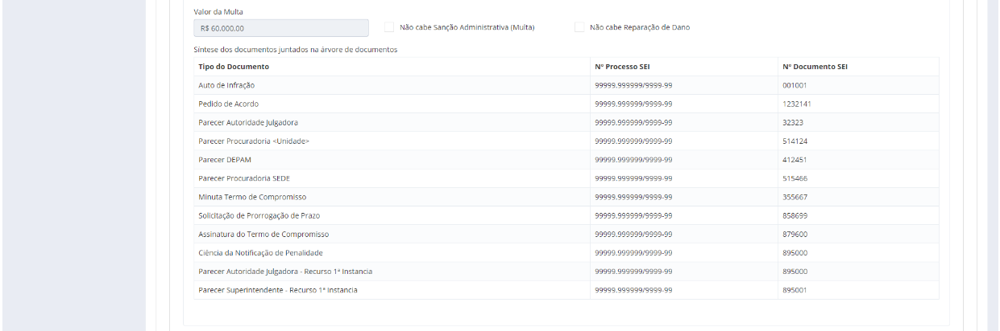 Valor da Multa
R$ 60.000.00 Não cabe Sanção Administrativa (Multa) Não cabe Reparação de Dano
Síntese dos documentos juntados na árvore de documentos
Tipo do Documento Nº Processo SEI Nº Documento SEI
Auto de Infração 99999.999999/9999-99 001001
Pedido de Acordo 99999.999999/9999-99 1232141
Parecer Autoridade Julgadora 99999.999999/9999-99 32323
Parecer Procuradoria <Unidade> 99999.999999/9999-99 514124
Parecer DEPAM 99999.999999/9999-99 412451
Parecer Procuradoria SEDE 99999.999999/9999-99 515466
Minuta Termo de Compromisso 99999.999999/9999-99 355667
Solicitação de Prorrogação de Prazo 99999.999999/9999-99 858699
Assinatura do Termo de Compromisso 99999.999999/9999-99 879600
Ciência da Notificação de Penalidade 99999.999999/9999-99 895000
Parecer Autoridade Julgadora - Recurso 1ª Instancia 99999.999999/9999-99 895000
Parecer Superintendente - Recurso 1ª Instancia 99999.999999/9999-99 895001